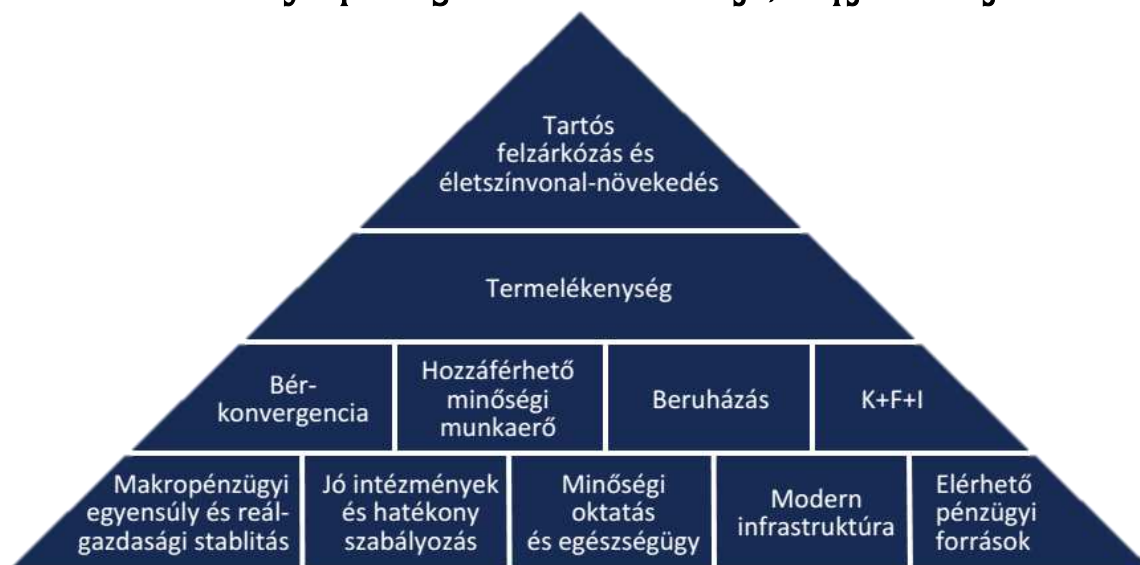 Tartós
felzárkózás és
életszínvonal-növekedés
Termelékenység
Bér-
konvergencia
Hozzáférhető
minőségi
munkaerő
Beruházás
K+F+I
Makropénzügyi
egyensúly és reál-
gazdasági stablitás
Jó intézmények
és hatékony
szabályozás
Minőségi
oktatás
és egészségügy
Modern
infrastruktúra
Elérhető
pénzügyi
források